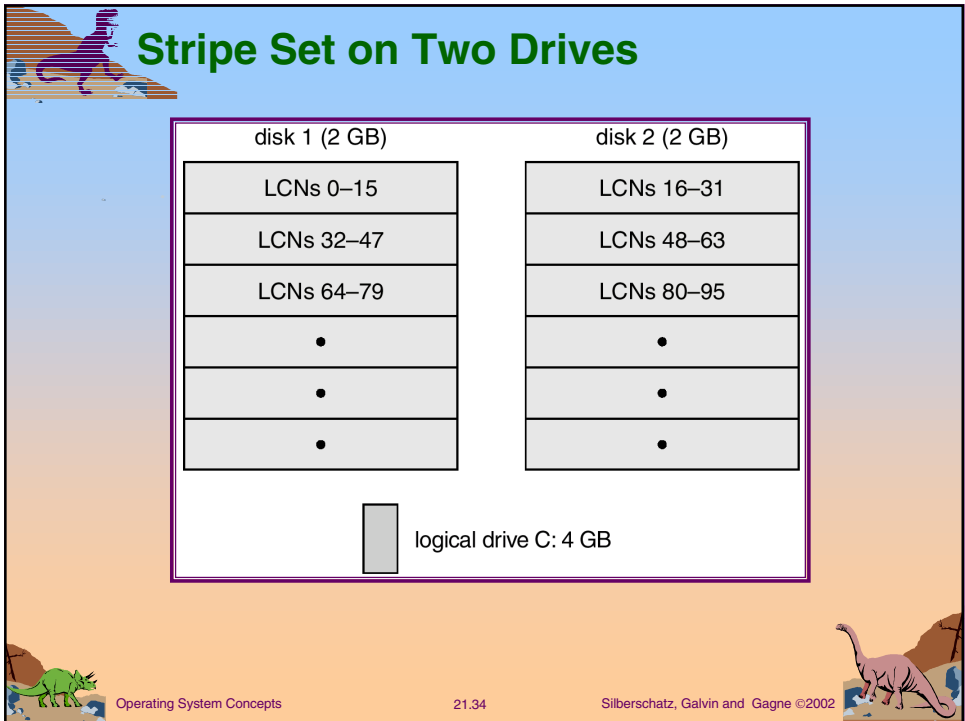 Stripe Set on Two Drives
disk 1 (2 GB)
disk 2 (2 GB)
LCNs 0–15
LCNs 16–31
LCNs 32–47
LCNs 48–63
LCNs 64–79
LCNs 80–95
logical drive C: 4 GB
Operating System Concepts
21.34
Silberschatz, Galvin and Gagne ©2002